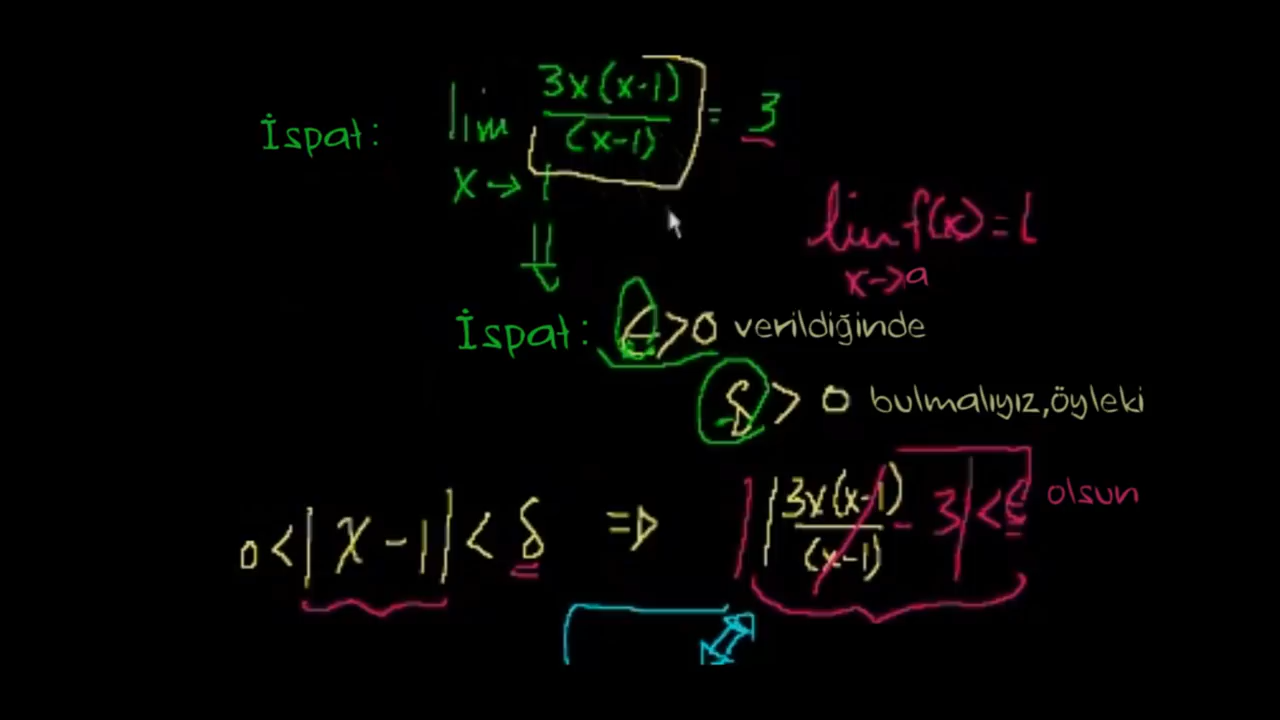 İspat: lim 3x(x-1)/(x-1) = 3
x→1
lim f(x) = L
x→a
İspat: ε>0 verildiğinde
δ > 0 bulmalıyız,öyleki
0<|x-1|<δ => ||3x(x-1)/(x-1) - 3|<ε olsun